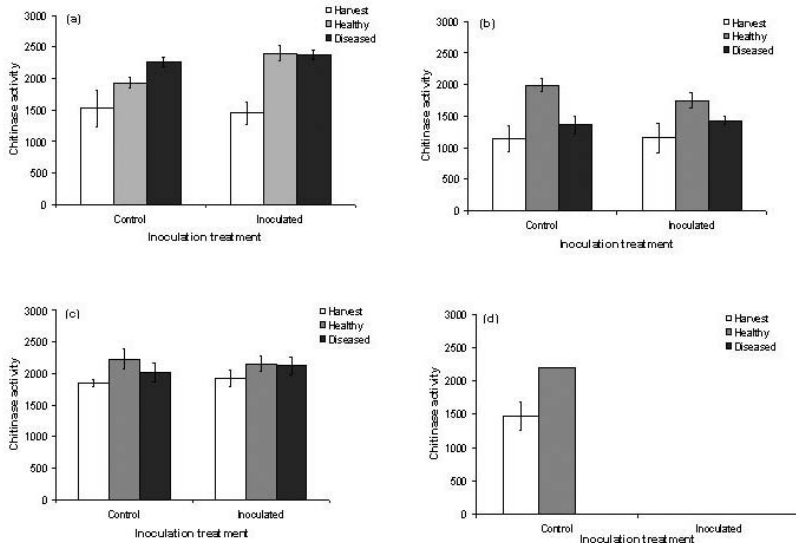 (a)
Harvest
Healthy
Diseased
3000
2500
2000
1500
1000
500
0
Chitinase activity
Control
Inoculated
Inoculation treatment
(b)
Harvest
Healthy
Diseased
3000
2500
2000
1500
1000
500
0
Chitinase activity
Control
Inoculated
Inoculation treatment
(c)
Harvest
Healthy
Diseased
3000
2500
2000
1500
1000
500
0
Chitinase activity
Control
Inoculated
Inoculation treatment
(d)
Harvest
Healthy
Diseased
3000
2500
2000
1500
1000
500
0
Chitinase activity
Control
Inoculated
Inoculation treatment